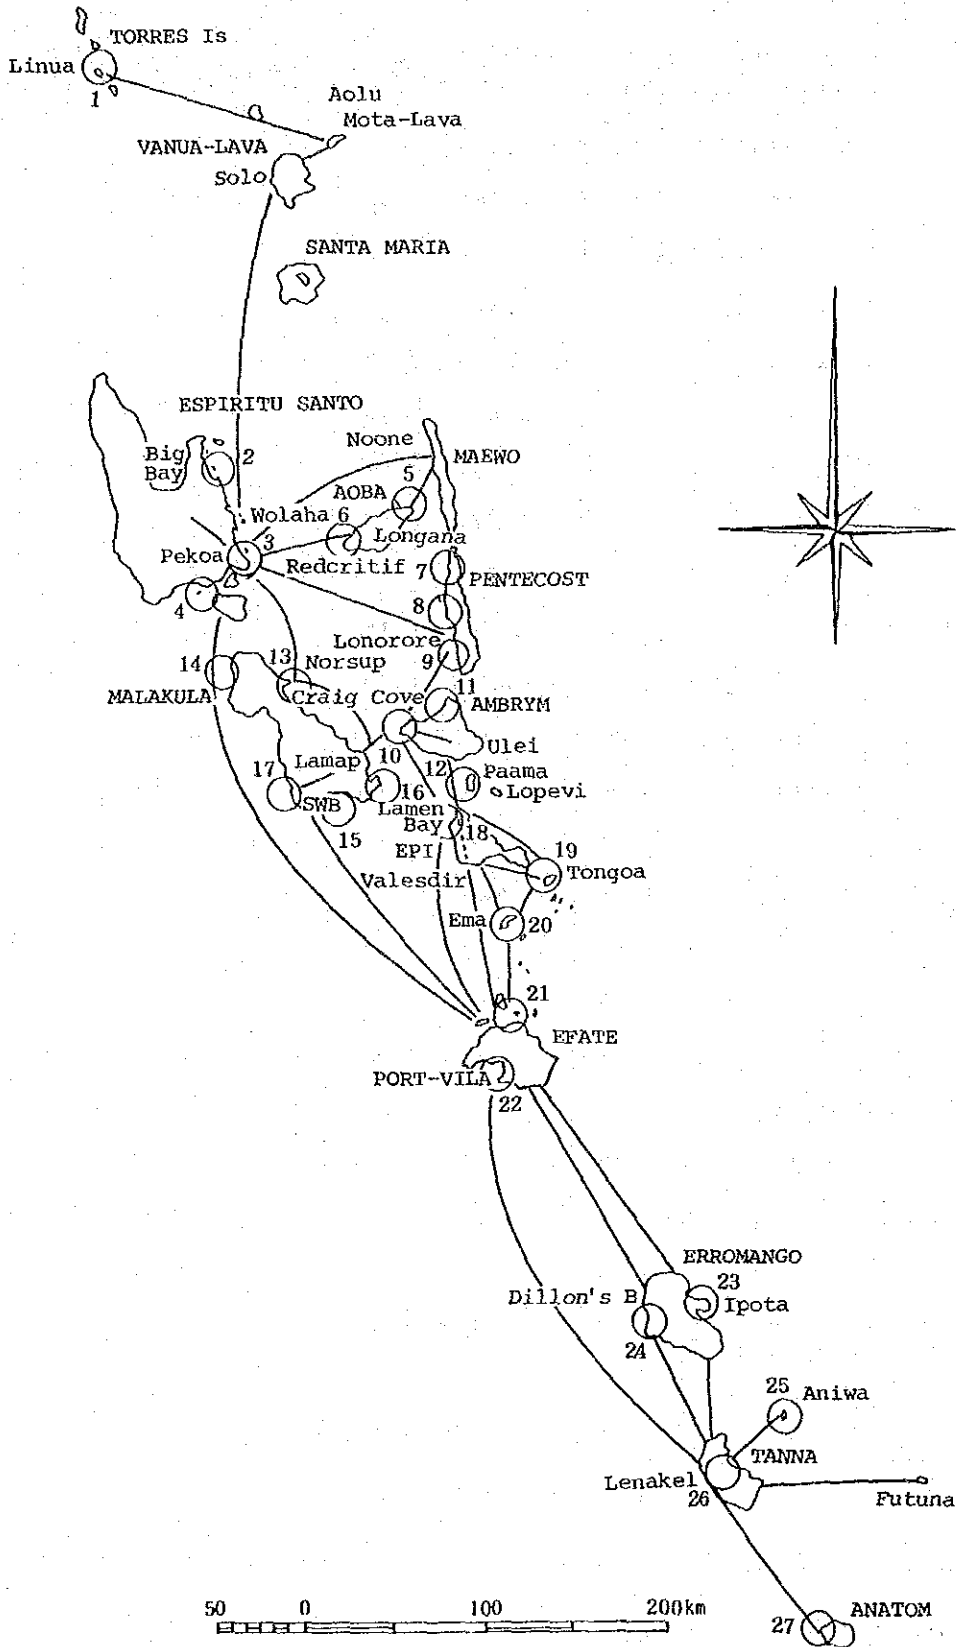 TORRES Is
Linua
1
Aolu
Mota-Lava
VANUA-LAVA
Solo
SANTA MARIA
ESPIRITU SANTO
Noone
Big
Bay
2
MAEWO
5
AOBA
Wolaha 6
Longana
Pekoa
3
Redcritif
7
PENTECOST
4
8
Lonorore
9
14
13
Norsup
MALAKULA
Craig Cove
11
AMBRYM
10
Ulei
Lamap
12
Paama
17
16
Lopevi
SWB
Lamen
Bay
15
18
EPI
19
Valesdir
Tongoa
Ema
20
21
EFATE
PORT-VILA
22
ERROMANGO
23
Dillon's B
Ipota
24
25
Aniwa
TANNA
Lenakel
26
Futuna
50 0 100 200km
27
ANATOM